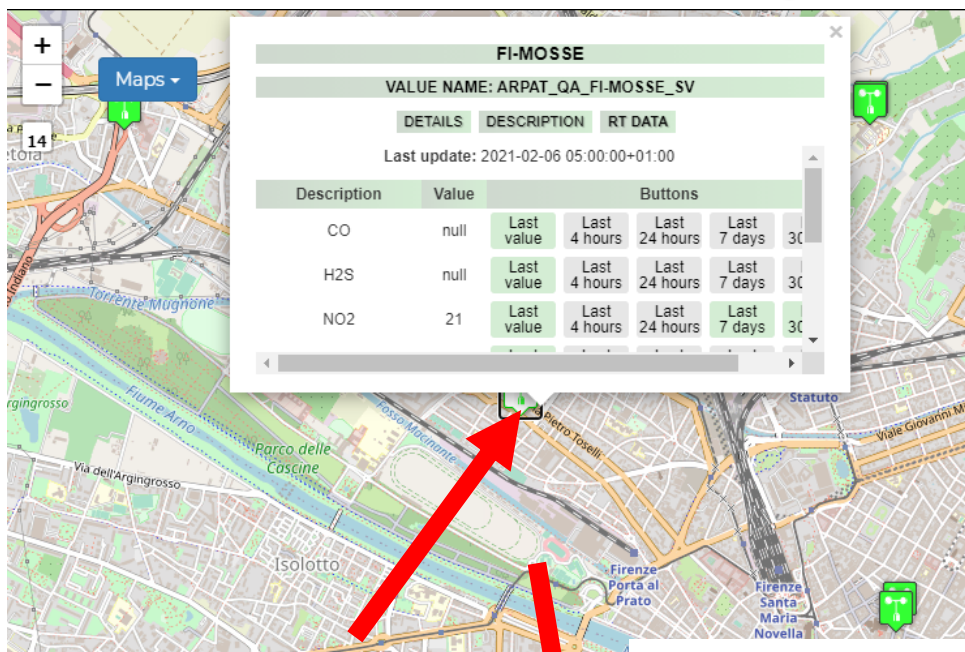 +
−
Maps
14
FI-MOSSE
VALUE NAME: ARPAT_QA_FI-MOSSE_SV
DETAILS DESCRIPTION RT DATA
Last update: 2021-02-06 05:00:00+01:00
Description Value Buttons
CO null Last value Last 4 hours Last 24 hours Last 7 days
H2S null Last value Last 4 hours Last 24 hours Last 7 days
NO2 21 Last value Last 4 hours Last 24 hours Last 7 days
Torrente Mugnone
Fiume Arno
Fosso Macinante
Pietro Toselli
Statuto
Viale Giovanni M
Parco delle
Cascine
Via dell'Argingrosso
Isolotto
Firenze
Porta al
Prato
Firenze
Santa
Maria
Novella